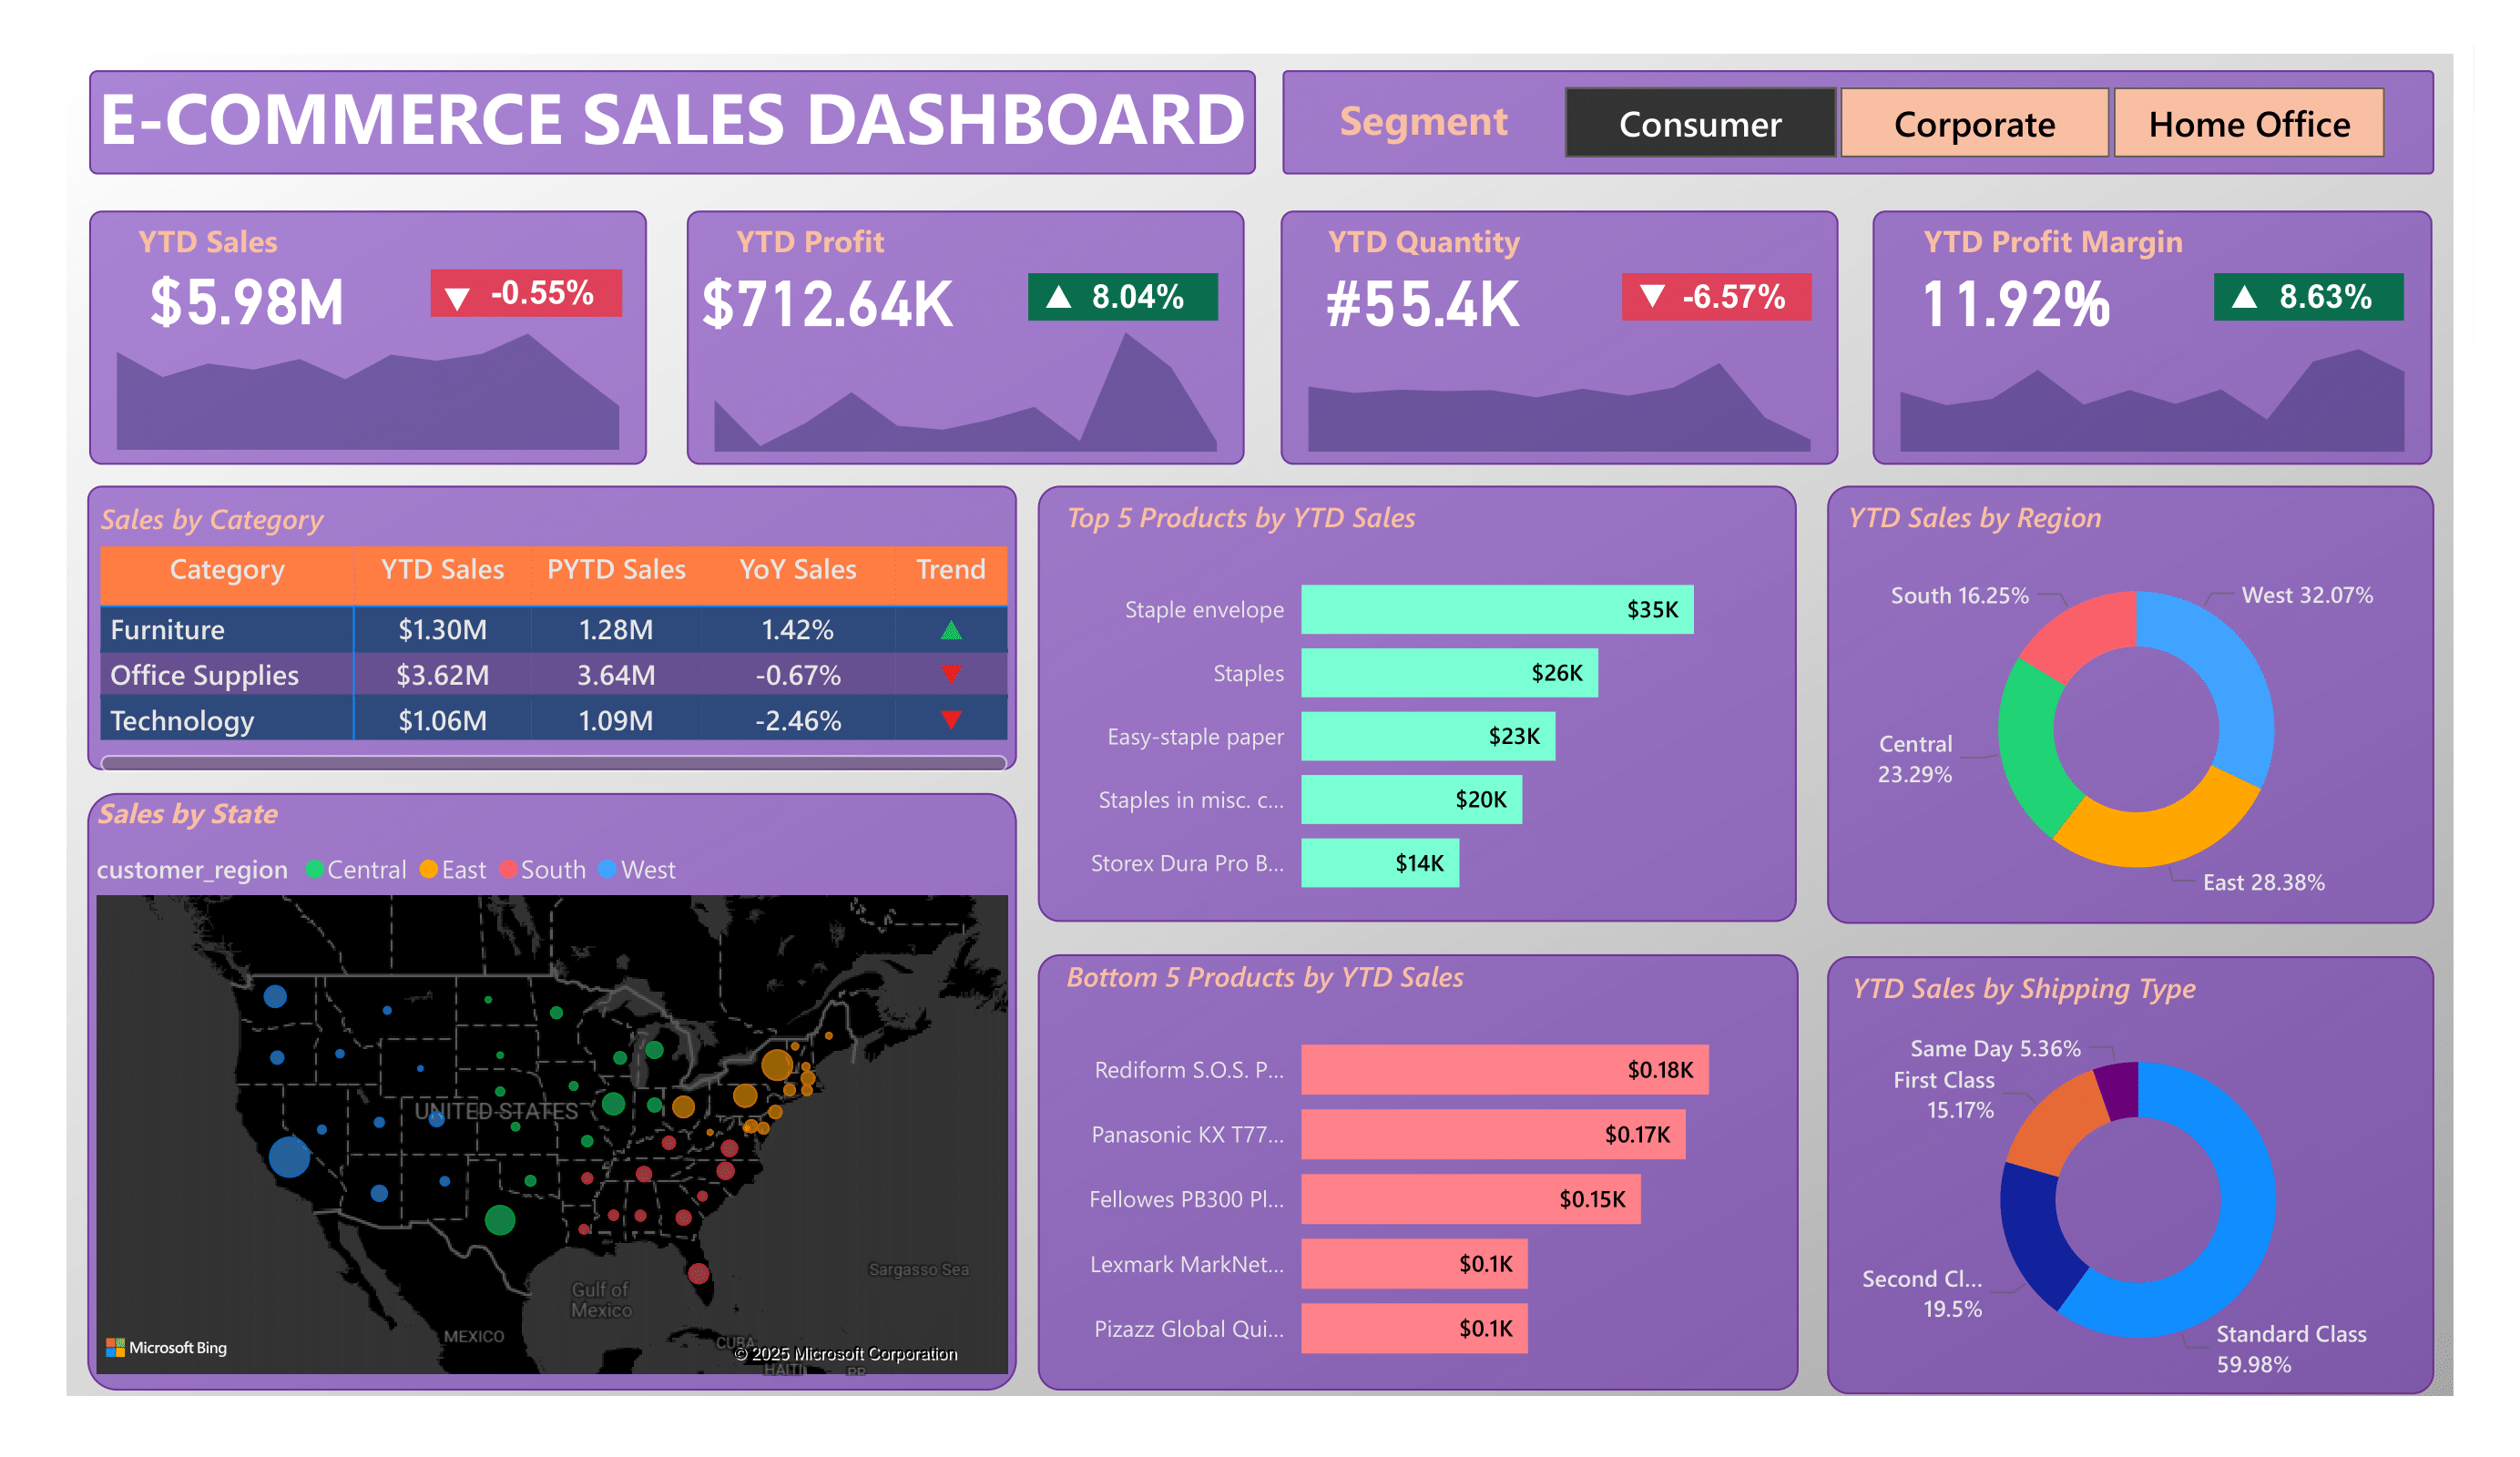 E-COMMERCE SALES DASHBOARD
Segment
Consumer
Corporate
Home Office
YTD Sales
$5.98M
-0.55%
YTD Profit
$712.64K
8.04%
YTD Quantity
#55.4K
-6.57%
YTD Profit Margin
11.92%
8.63%
Sales by Category
Category YTD Sales PYTD Sales YoY Sales Trend
Furniture $1.30M 1.28M 1.42%
Office Supplies $3.62M 3.64M -0.67%
Technology $1.06M 1.09M -2.46%
Top 5 Products by YTD Sales
Staple envelope $35K
Staples $26K
Easy-staple paper $23K
Staples in misc. c... $20K
Storex Dura Pro B... $14K
YTD Sales by Region
South 16.25%
West 32.07%
Central
23.29%
East 28.38%
Sales by State
customer_region Central East South West
UNITED STATES
Gulf of
Mexico
Sargasso Sea
MEXICO
CUBA
HAITI
PR
Microsoft Bing
© 2025 Microsoft Corporation
Bottom 5 Products by YTD Sales
Rediform S.O.S. P... $0.18K
Panasonic KX T77... $0.17K
Fellowes PB300 Pl... $0.15K
Lexmark MarkNet... $0.1K
Pizazz Global Qui... $0.1K
YTD Sales by Shipping Type
Same Day 5.36%
First Class
15.17%
Second Cl...
19.5%
Standard Class
59.98%